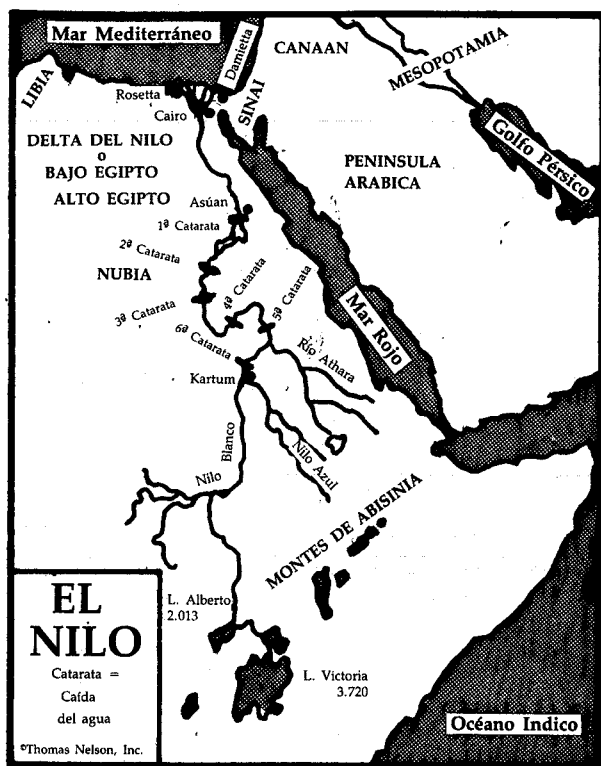 Mar Mediterráneo
Damietta
CANAAN
MESOPOTAMIA
LIBIA
Rosetta
SINAI
Cairo
Golfo Pérsico
DELTA DEL NILO
o
BAJO EGIPTO
ALTO EGIPTO
PENINSULA
ARABICA
Asúan
1ª Catarata
2ª Catarata
NUBIA
4ª Catarata
5ª Catarata
3ª Catarata
6ª Catarata
Mar Rojo
Río Athara
Kartum
Blanco
Nilo
Nilo Azul
MONTES DE ABISINIA
EL
NILO
Catarata =
Caída
del agua
©Thomas Nelson, Inc.
L. Alberto
2.013
L. Victoria
3.720
Océano Indico